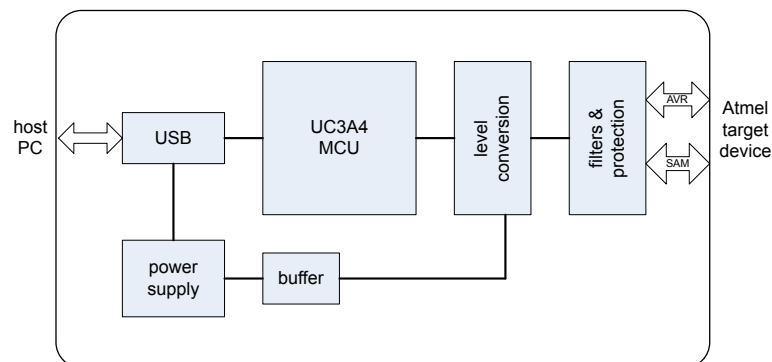 host
PC
USB
UC3A4
MCU
level
conversion
filters &
protection
AVR
SAM
Atmel
target
device
power
supply
buffer